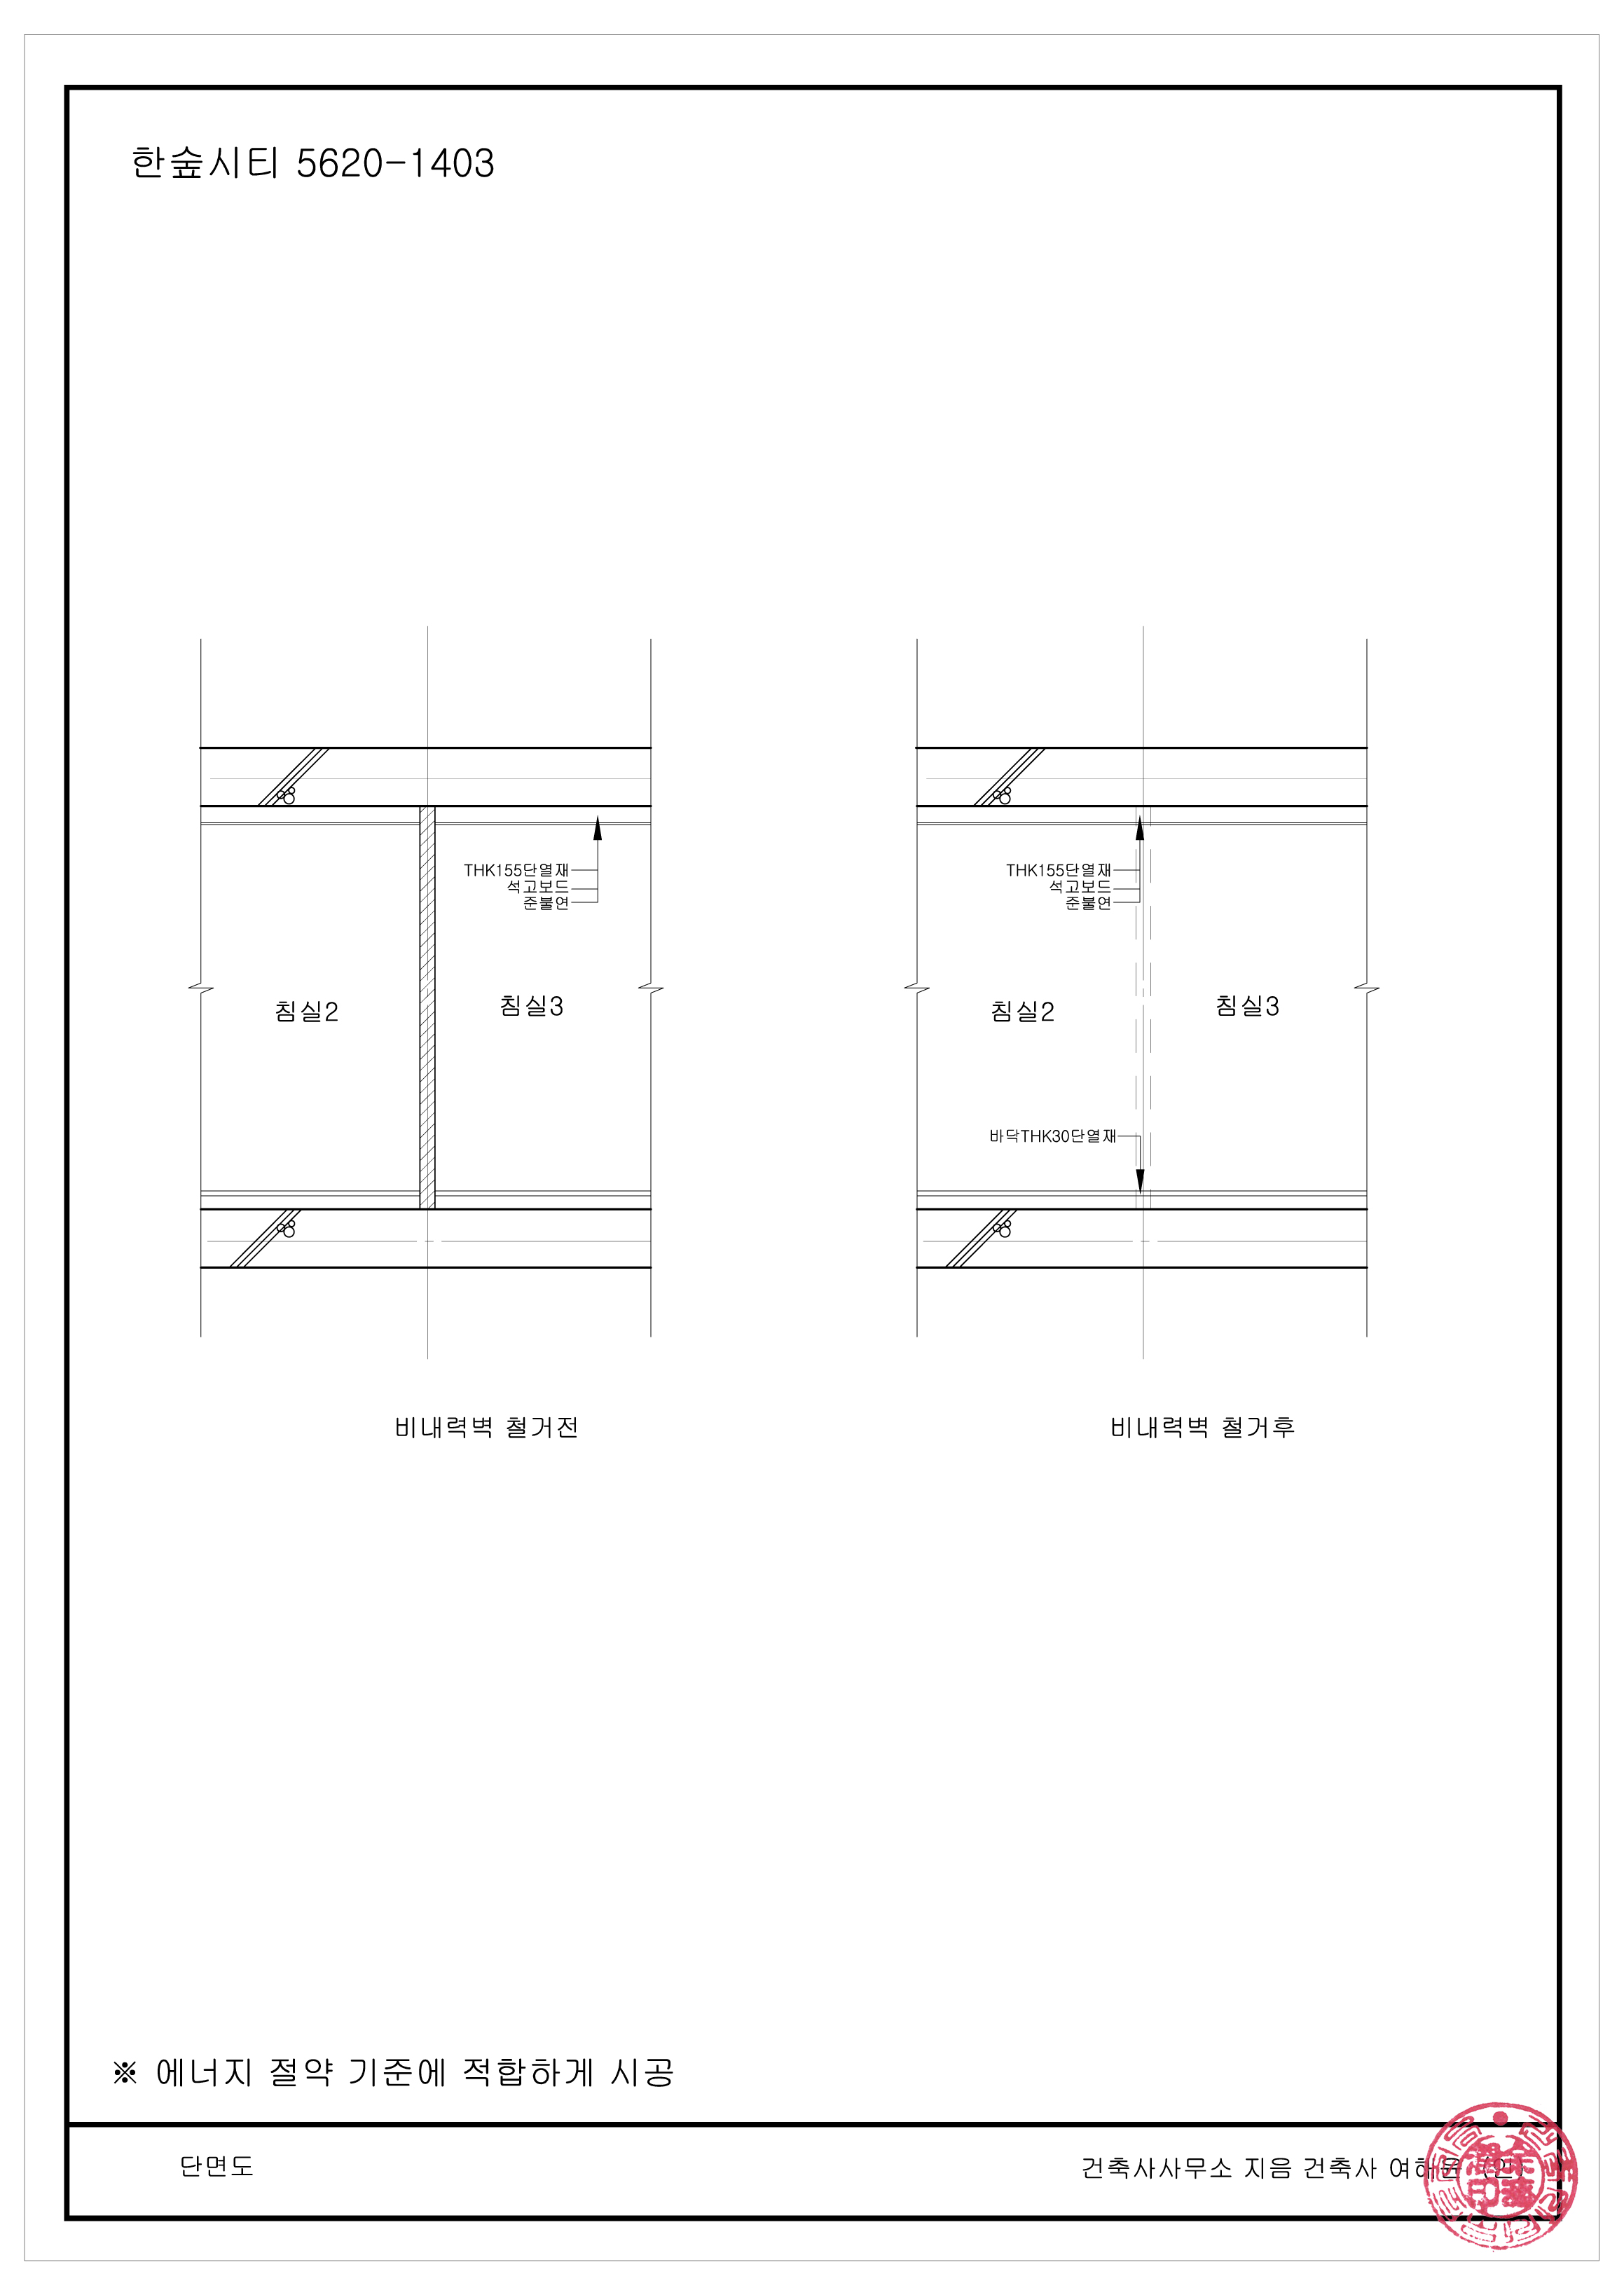 한숲시티 5620-1403
THK155단열재
석고보드
준불연
침실2
침실3
비내력벽 철거전
THK155단열재
석고보드
준불연
침실2
침실3
바닥THK30단열재
비내력벽 철거후
※ 에너지 절약 기준에 적합하게 시공
단면도
건축사사무소 지음 건축사 여하윤 (인)